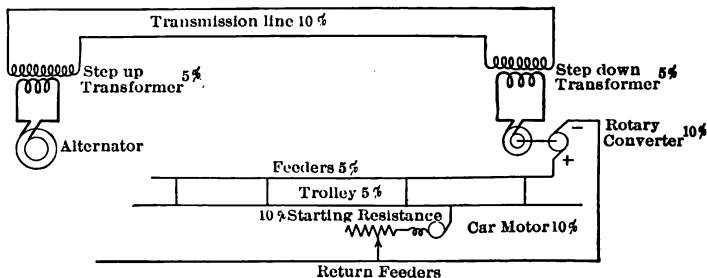 Transmission line 10 %
Step up
Transformer 5%
Step down 5%
Transformer
Alternator
Rotary
Converter 10%
−
+
Feeders 5 %
Trolley 5 %
10 % Starting Resistance
Car Motor 10%
Return Feeders